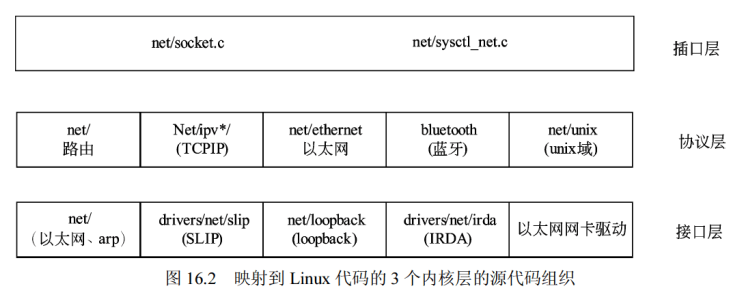 net/socket.c net/sysctl_net.c 插口层
net/ Net/ipv*/ net/ethernet bluetooth net/unix
路由 (TCPIP) 以太网 (蓝牙) (unix域) 协议层
net/ drivers/net/slip net/loopback drivers/net/irda 以太网网卡驱动
(以太网、arp) (SLIP) (loopback) (IRDA) 接口层
图 16.2 映射到 Linux 代码的 3 个内核层的源代码组织